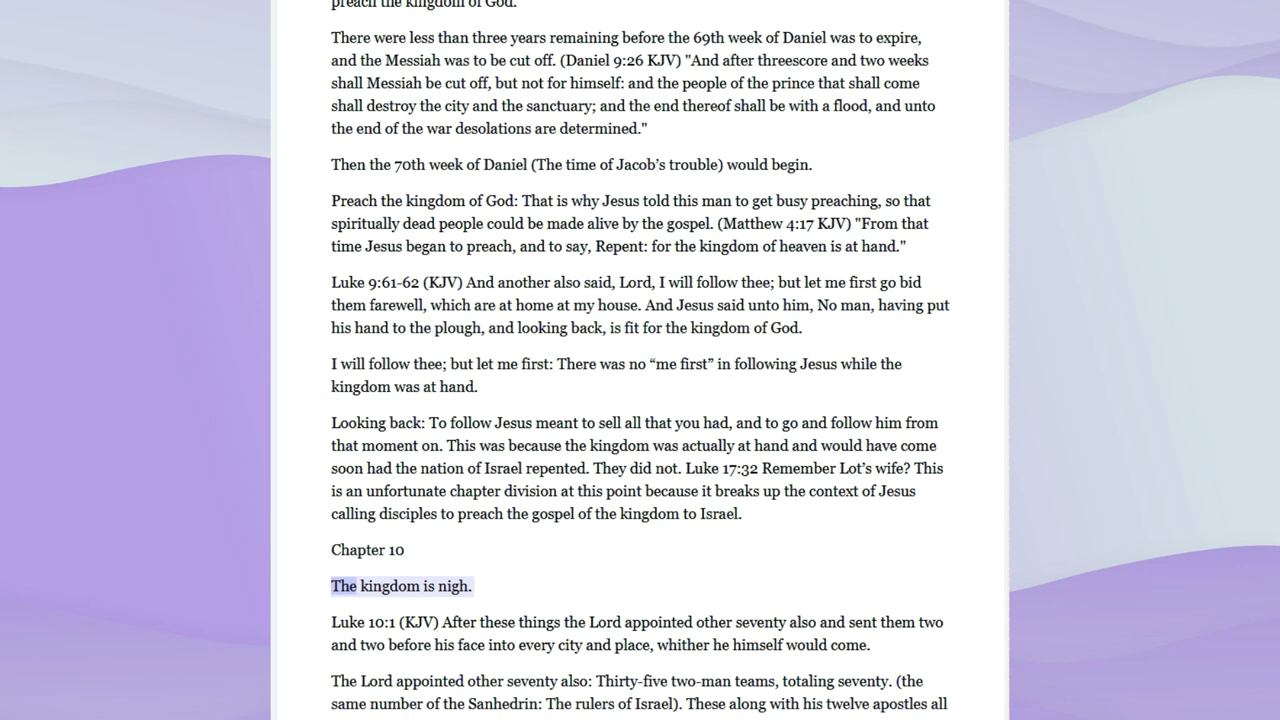 preach the kingdom of God.
There were less than three years remaining before the 69th week of Daniel was to expire,
and the Messiah was to be cut off. (Daniel 9:26 KJV) "And after threescore and two weeks
shall Messiah be cut off, but not for himself: and the people of the prince that shall come
shall destroy the city and the sanctuary; and the end thereof shall be with a flood, and unto
the end of the war desolations are determined."
Then the 70th week of Daniel (The time of Jacob’s trouble) would begin.
Preach the kingdom of God: That is why Jesus told this man to get busy preaching, so that
spiritually dead people could be made alive by the gospel. (Matthew 4:17 KJV) "From that
time Jesus began to preach, and to say, Repent: for the kingdom of heaven is at hand."
Luke 9:61-62 (KJV) And another also said, Lord, I will follow thee; but let me first go bid
them farewell, which are at home at my house. And Jesus said unto him, No man, having put
his hand to the plough, and looking back, is fit for the kingdom of God.
I will follow thee; but let me first: There was no “me first” in following Jesus while the
kingdom was at hand.
Looking back: To follow Jesus meant to sell all that you had, and to go and follow him from
that moment on. This was because the kingdom was actually at hand and would have come
soon had the nation of Israel repented. They did not. Luke 17:32 Remember Lot’s wife? This
is an unfortunate chapter division at this point because it breaks up the context of Jesus
calling disciples to preach the gospel of the kingdom to Israel.
Chapter 10
The kingdom is nigh.
Luke 10:1 (KJV) After these things the Lord appointed other seventy also and sent them two
and two before his face into every city and place, whither he himself would come.
The Lord appointed other seventy also: Thirty-five two-man teams, totaling seventy. (the
same number of the Sanhedrin: The rulers of Israel). These along with his twelve apostles all